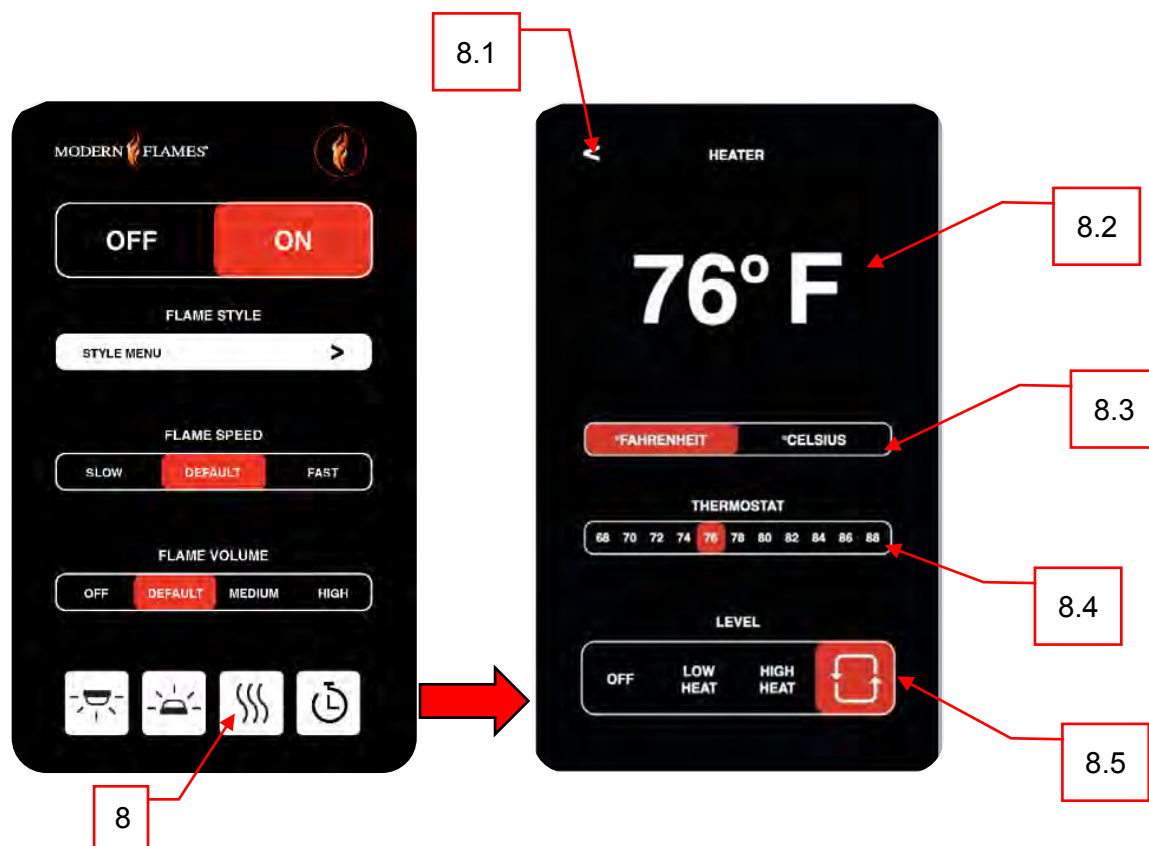 8.1
MODERN FLAMES®
OFF ON
FLAME STYLE
STYLE MENU >
FLAME SPEED
SLOW DEFAULT FAST
FLAME VOLUME
OFF DEFAULT MEDIUM HIGH
8
< HEATER
76° F
8.2
°FAHRENHEIT °CELSIUS
8.3
THERMOSTAT
68 70 72 74 76 78 80 82 84 86 88
8.4
LEVEL
OFF LOW HEAT HIGH HEAT
8.5